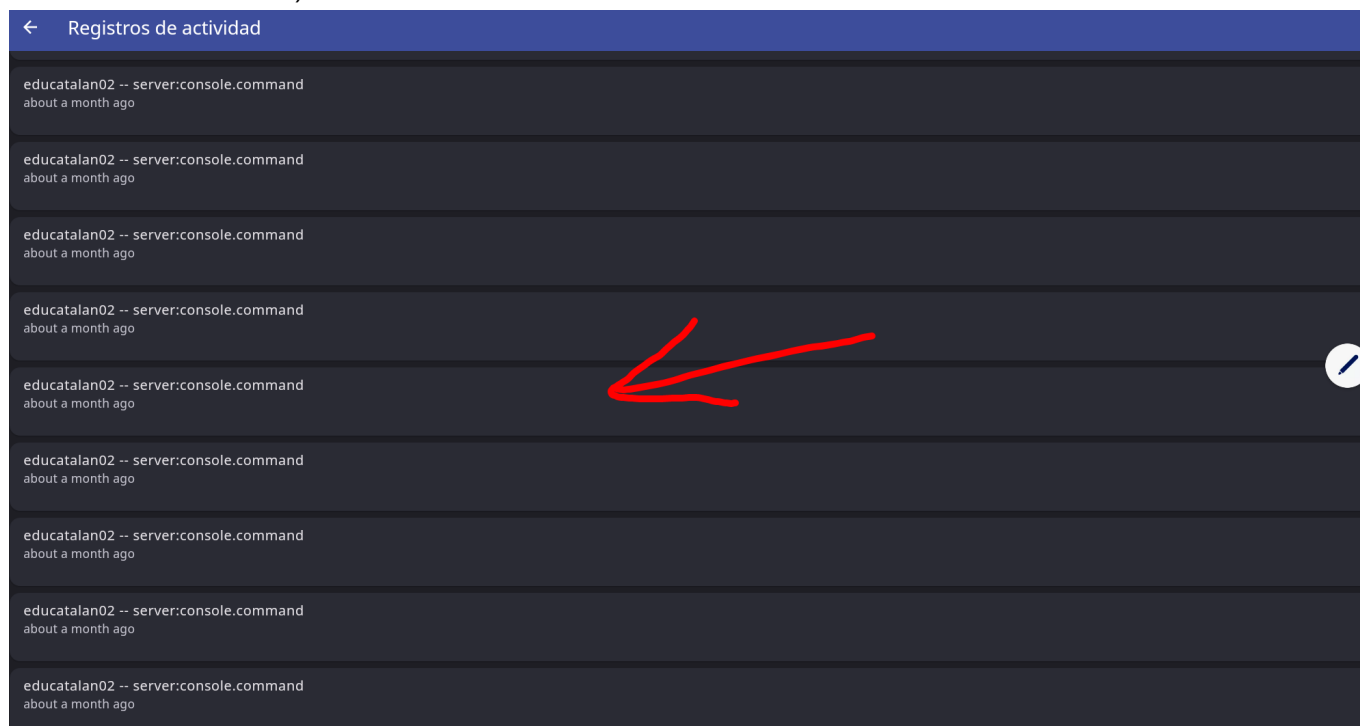 Registros de actividad
educatalan02 -- server:console.command
about a month ago
educatalan02 -- server:console.command
about a month ago
educatalan02 -- server:console.command
about a month ago
educatalan02 -- server:console.command
about a month ago
educatalan02 -- server:console.command
about a month ago
educatalan02 -- server:console.command
about a month ago
educatalan02 -- server:console.command
about a month ago
educatalan02 -- server:console.command
about a month ago
educatalan02 -- server:console.command
about a month ago